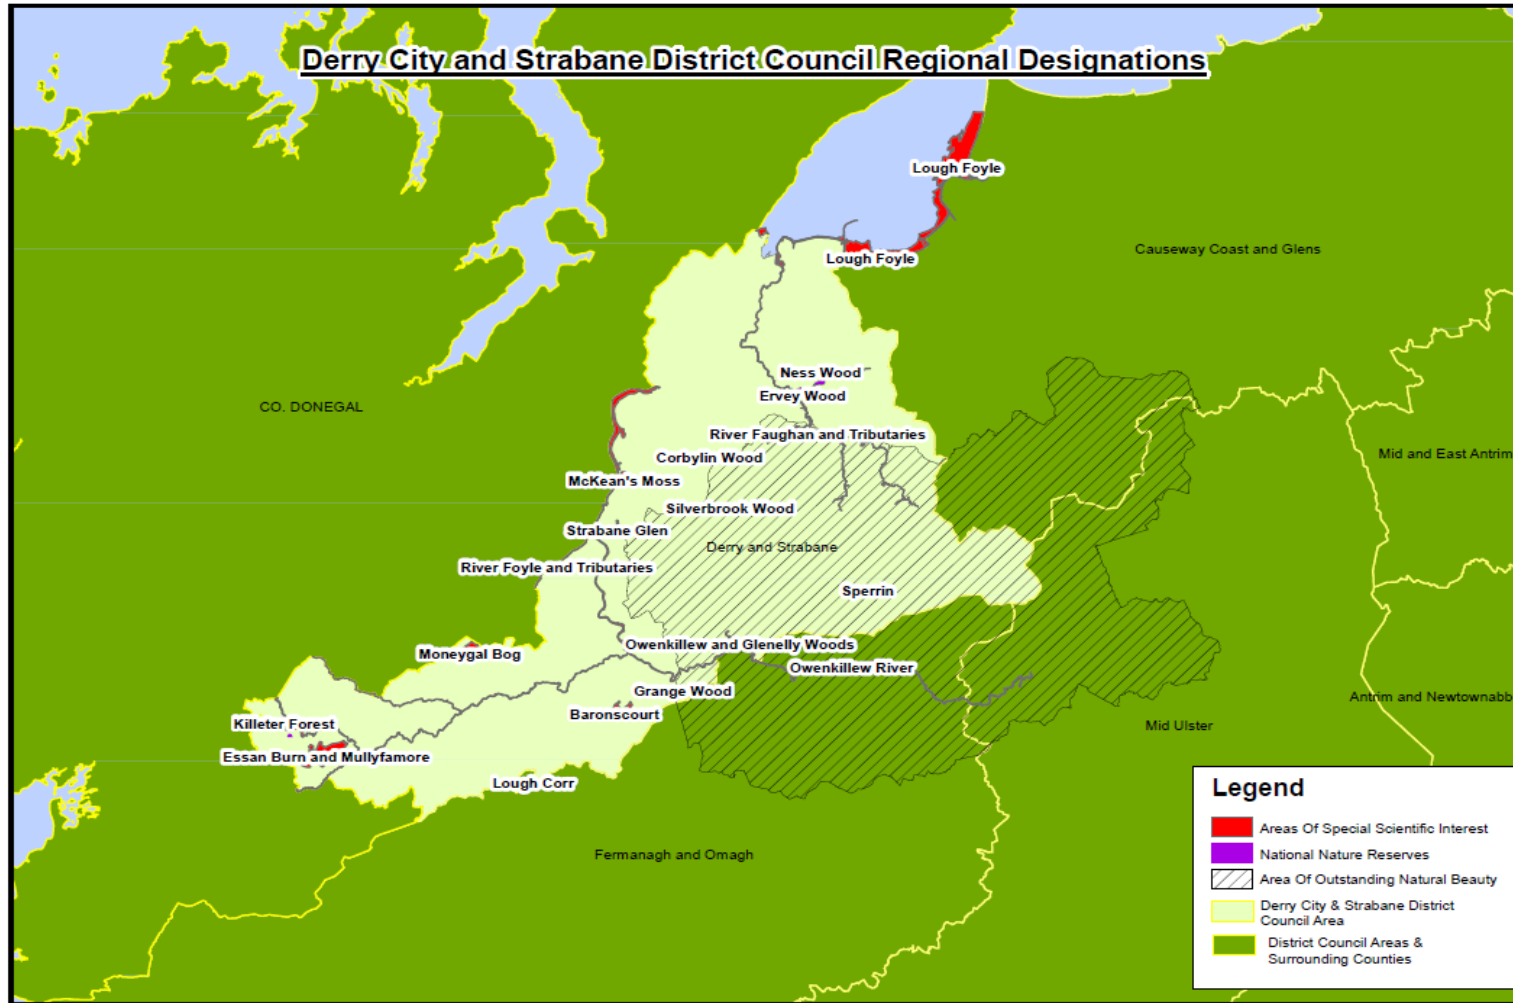 Derry City and Strabane District Council Regional Designations
Lough Foyle
Causeway Coast and Glens
Lough Foyle
Ness Wood
Ervey Wood
CO. DONEGAL
River Faughan and Tributaries
Mid and East Antrim
Corbylin Wood
McKean's Moss
Silverbrook Wood
Strabane Glen
Derry and Strabane
River Foyle and Tributaries
Sperrin
Owenkillew and Glenelly Woods
Moneygal Bog
Owenkillew River
Grange Wood
Antrim and Newtownabb
Baronscourt
Killeter Forest
Mid Ulster
Essan Burn and Mullyfamore
Lough Corr
Fermanagh and Omagh
Legend
Areas Of Special Scientific Interest
National Nature Reserves
Area Of Outstanding Natural Beauty
Derry City & Strabane District
Council Area
District Council Areas &
Surrounding Counties